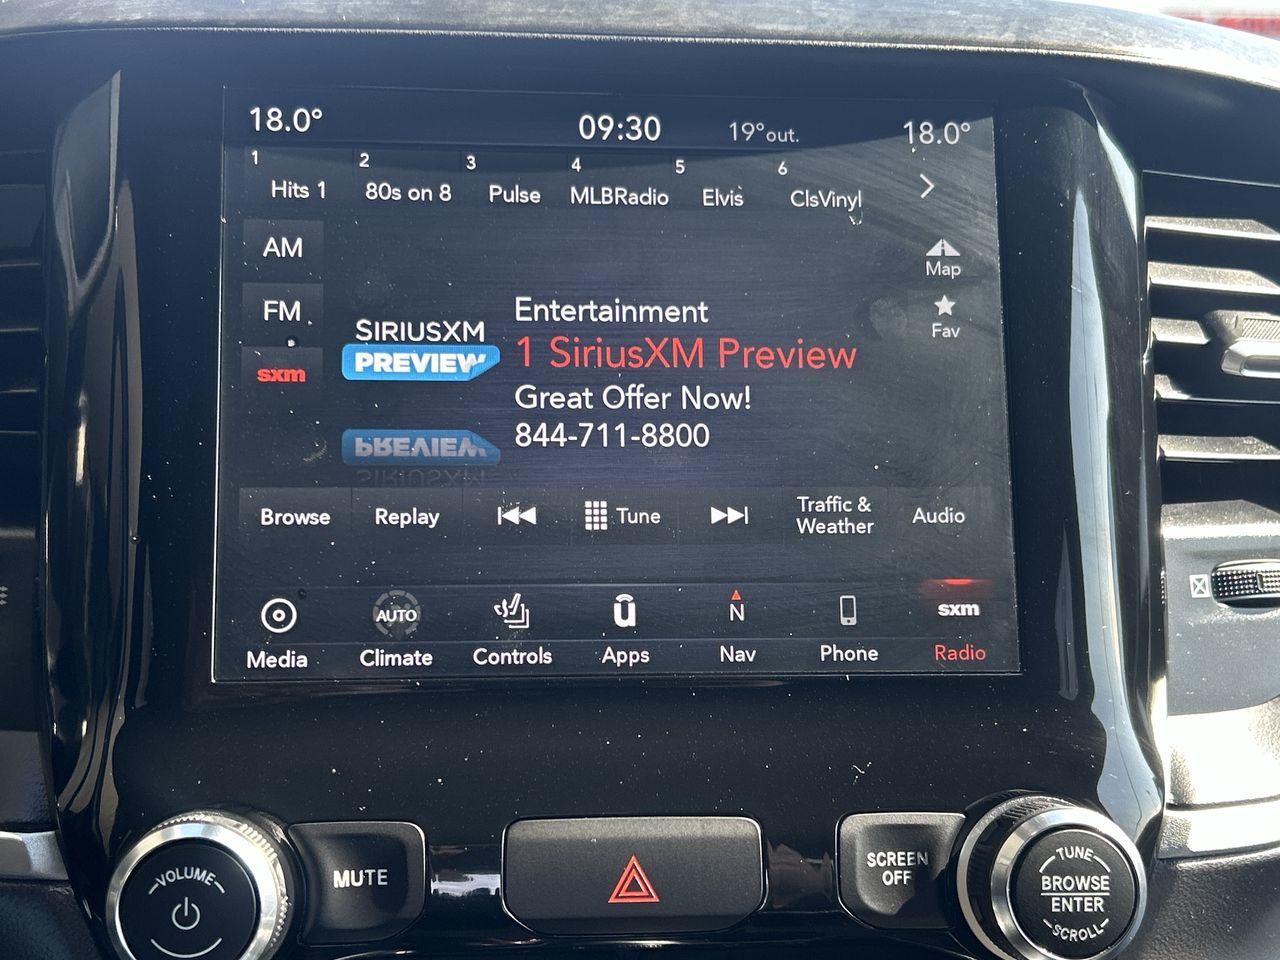 18.0° 09:30 19°out. 18.0°
1 2 3 4 5 6
Hits 1 80s on 8 Pulse MLBRadio Elvis ClsVinyl
AM
Map
FM
Fav
sxm
SIRIUSXM
PREVIEW
Entertainment
1 SiriusXM Preview
Great Offer Now!
844-711-8800
PREVIEW
SIRIUSXM
Browse Replay Tune Traffic & Weather Audio
AUTO N sxm
Media Climate Controls Apps Nav Phone Radio
VOLUME
MUTE
SCREEN
OFF
TUNE
BROWSE
ENTER
SCROLL